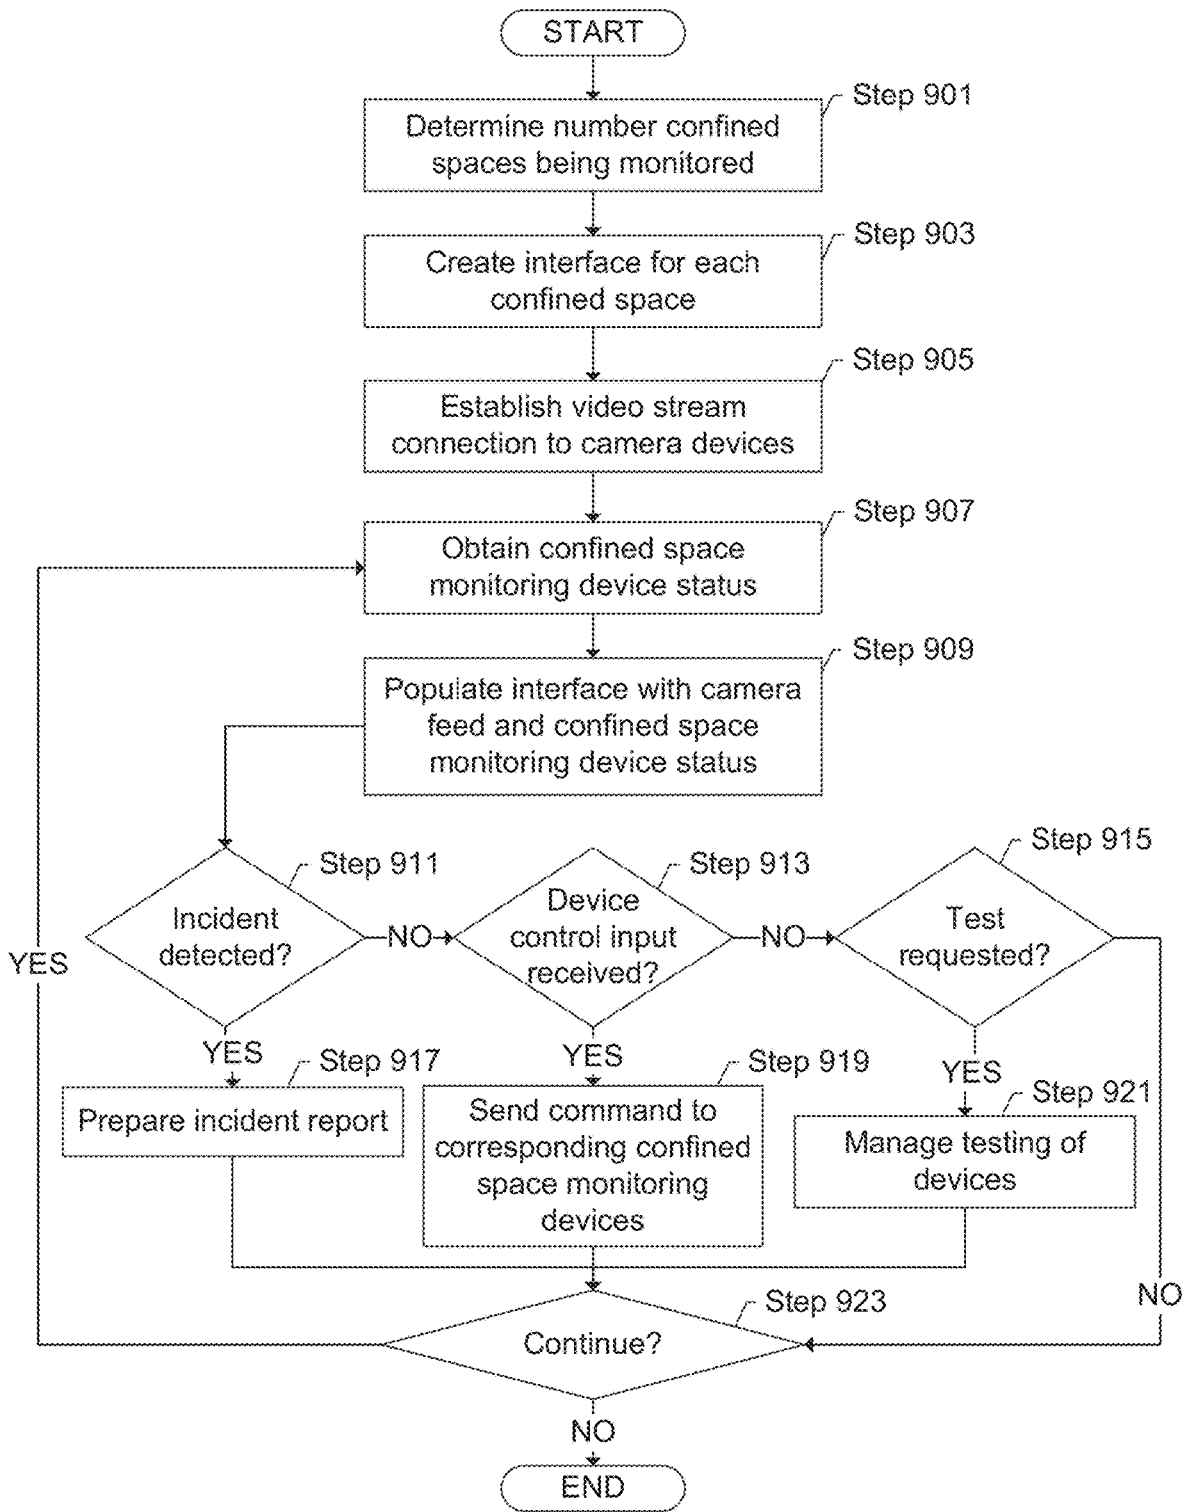 START
Step 901
Determine number confined
spaces being monitored
Step 903
Create interface for each
confined space
Step 905
Establish video stream
connection to camera devices
Step 907
Obtain confined space
monitoring device status
Step 909
Populate interface with camera
feed and confined space
monitoring device status
Step 911
Incident
detected?
NO
Step 913
Device
control input
received?
NO
Step 915
Test
requested?
YES
YES
Step 917
Prepare incident report
YES
Step 919
Send command to
corresponding confined
space monitoring
devices
YES
Step 921
Manage testing of
devices
NO
Step 923
Continue?
NO
END